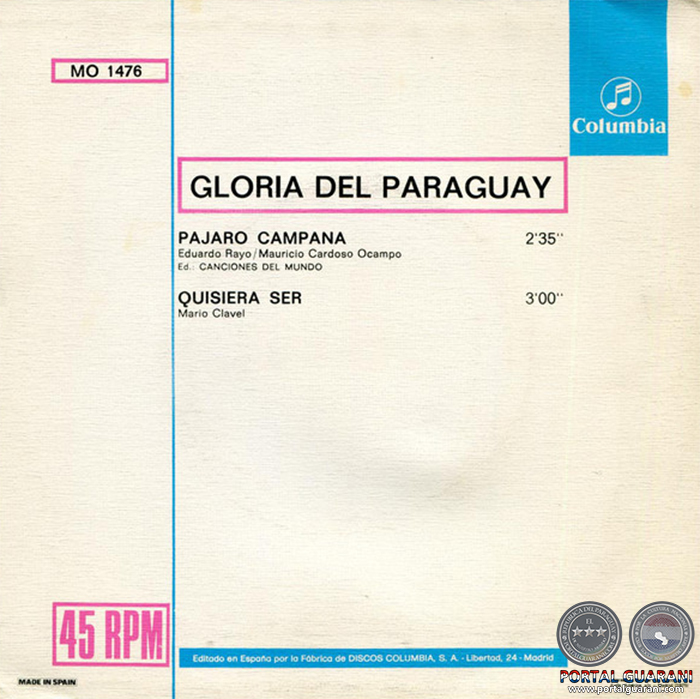 MO 1476
Columbia
GLORIA DEL PARAGUAY
PAJARO CAMPANA 2'35''
Eduardo Rayo/Mauricio Cardoso Ocampo
Ed.: CANCIONES DEL MUNDO
QUISIERA SER 3'00''
Mario Clavel
45 RPM
Editado en España por la Fábrica de DISCOS COLUMBIA, S. A. - Libertad, 24 - Madrid
MADE IN SPAIN
PORTAL GUARANI
www.portalguarani.com